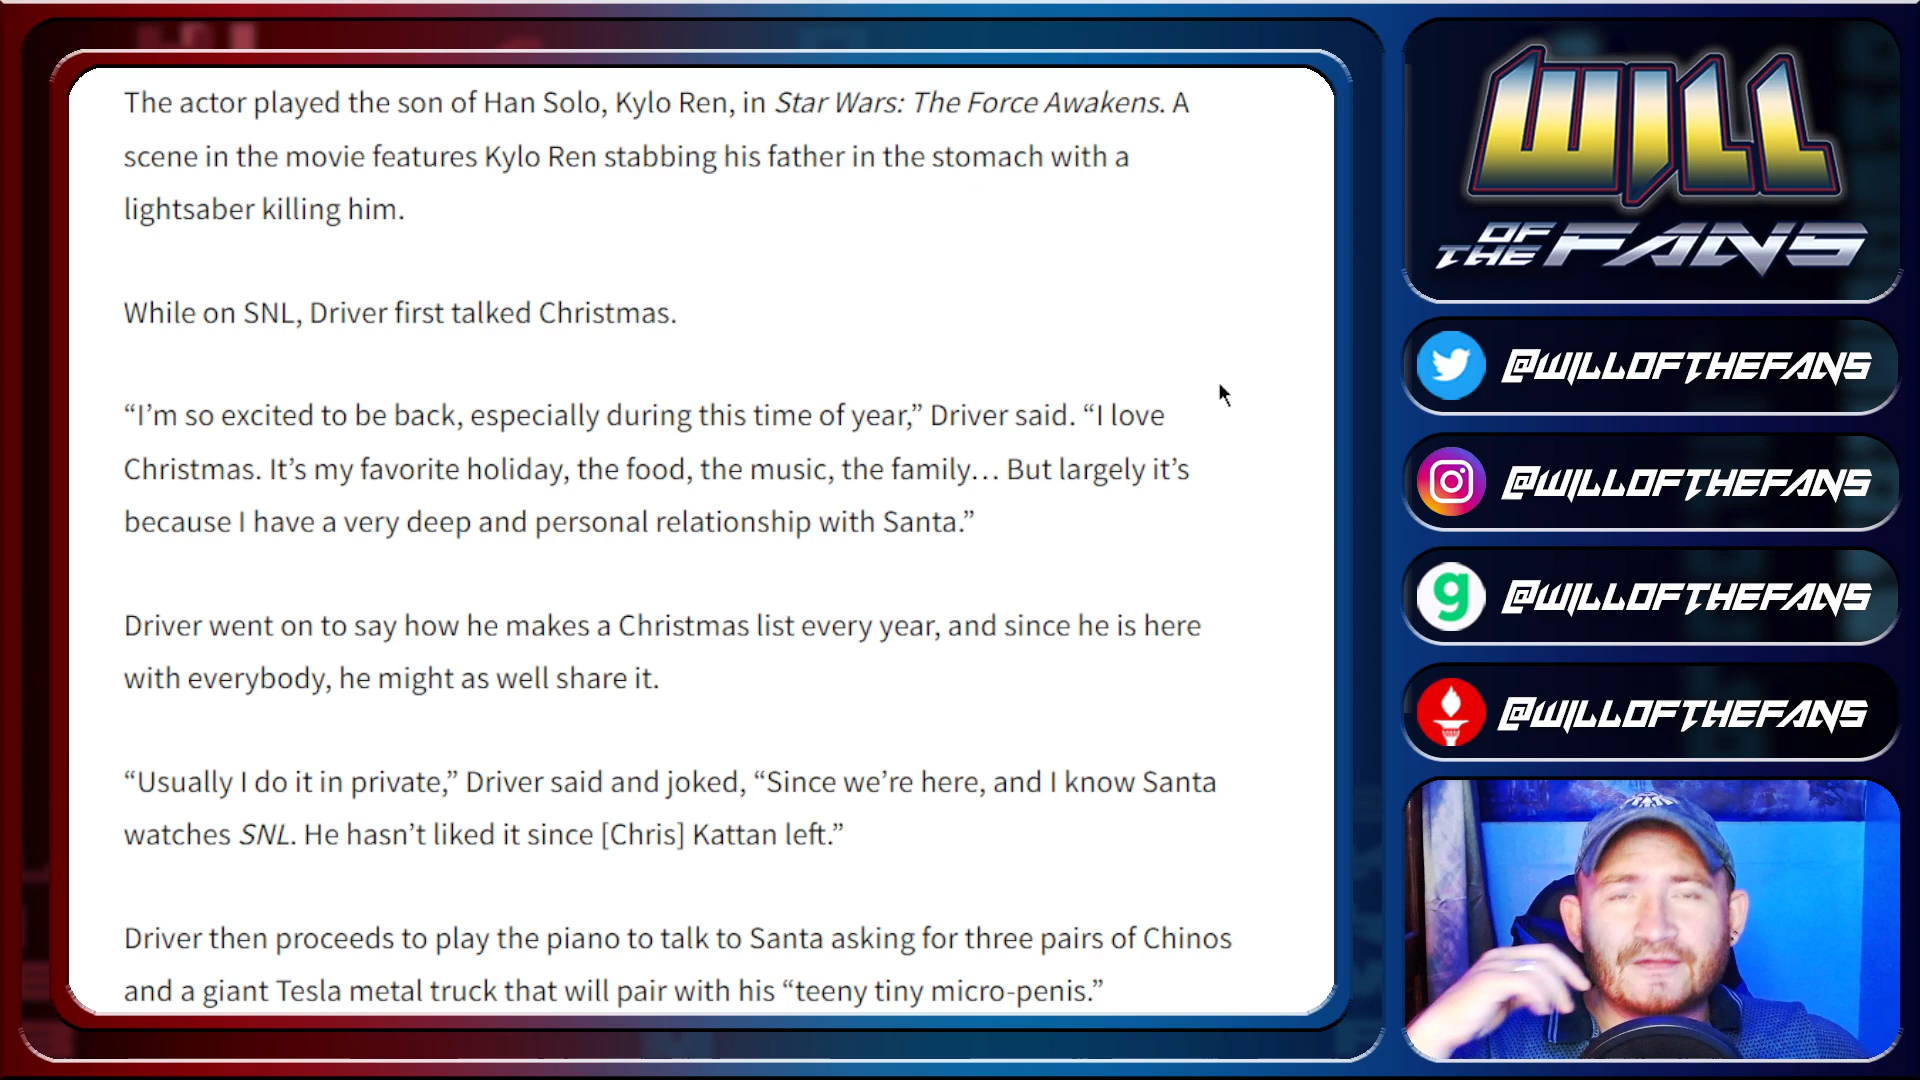 The actor played the son of Han Solo, Kylo Ren, in Star Wars: The Force Awakens. A
scene in the movie features Kylo Ren stabbing his father in the stomach with a
lightsaber killing him.
While on SNL, Driver first talked Christmas.
“I’m so excited to be back, especially during this time of year,” Driver said. “I love
Christmas. It’s my favorite holiday, the food, the music, the family… But largely it’s
because I have a very deep and personal relationship with Santa.”
Driver went on to say how he makes a Christmas list every year, and since he is here
with everybody, he might as well share it.
“Usually I do it in private,” Driver said and joked, “Since we’re here, and I know Santa
watches SNL. He hasn’t liked it since [Chris] Kattan left.”
Driver then proceeds to play the piano to talk to Santa asking for three pairs of Chinos
and a giant Tesla metal truck that will pair with his “teeny tiny micro-penis.”
WILL
OF THE FANS
@WILLOFTHEFANS
@WILLOFTHEFANS
g @WILLOFTHEFANS
@WILLOFTHEFANS